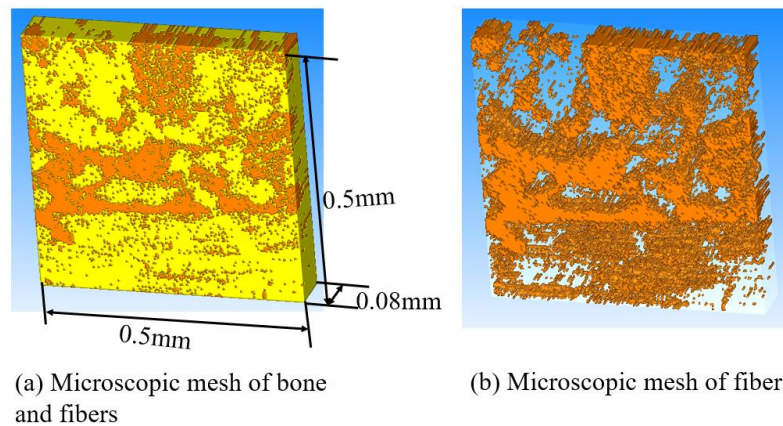 0.5mm
0.08mm
0.5mm
(a) Microscopic mesh of bone
and fibers
(b) Microscopic mesh of fiber